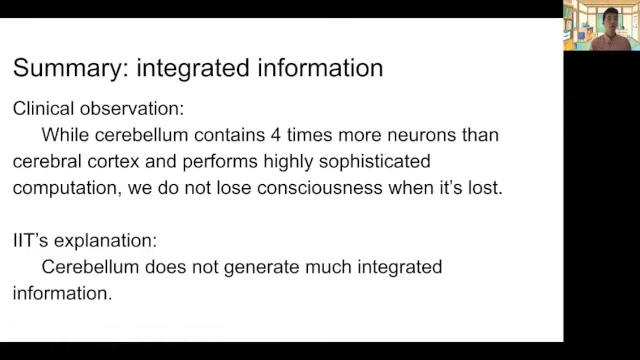 Summary: integrated information
Clinical observation:
While cerebellum contains 4 times more neurons than
cerebral cortex and performs highly sophisticated
computation, we do not lose consciousness when it's lost.
IIT's explanation:
Cerebellum does not generate much integrated
information.